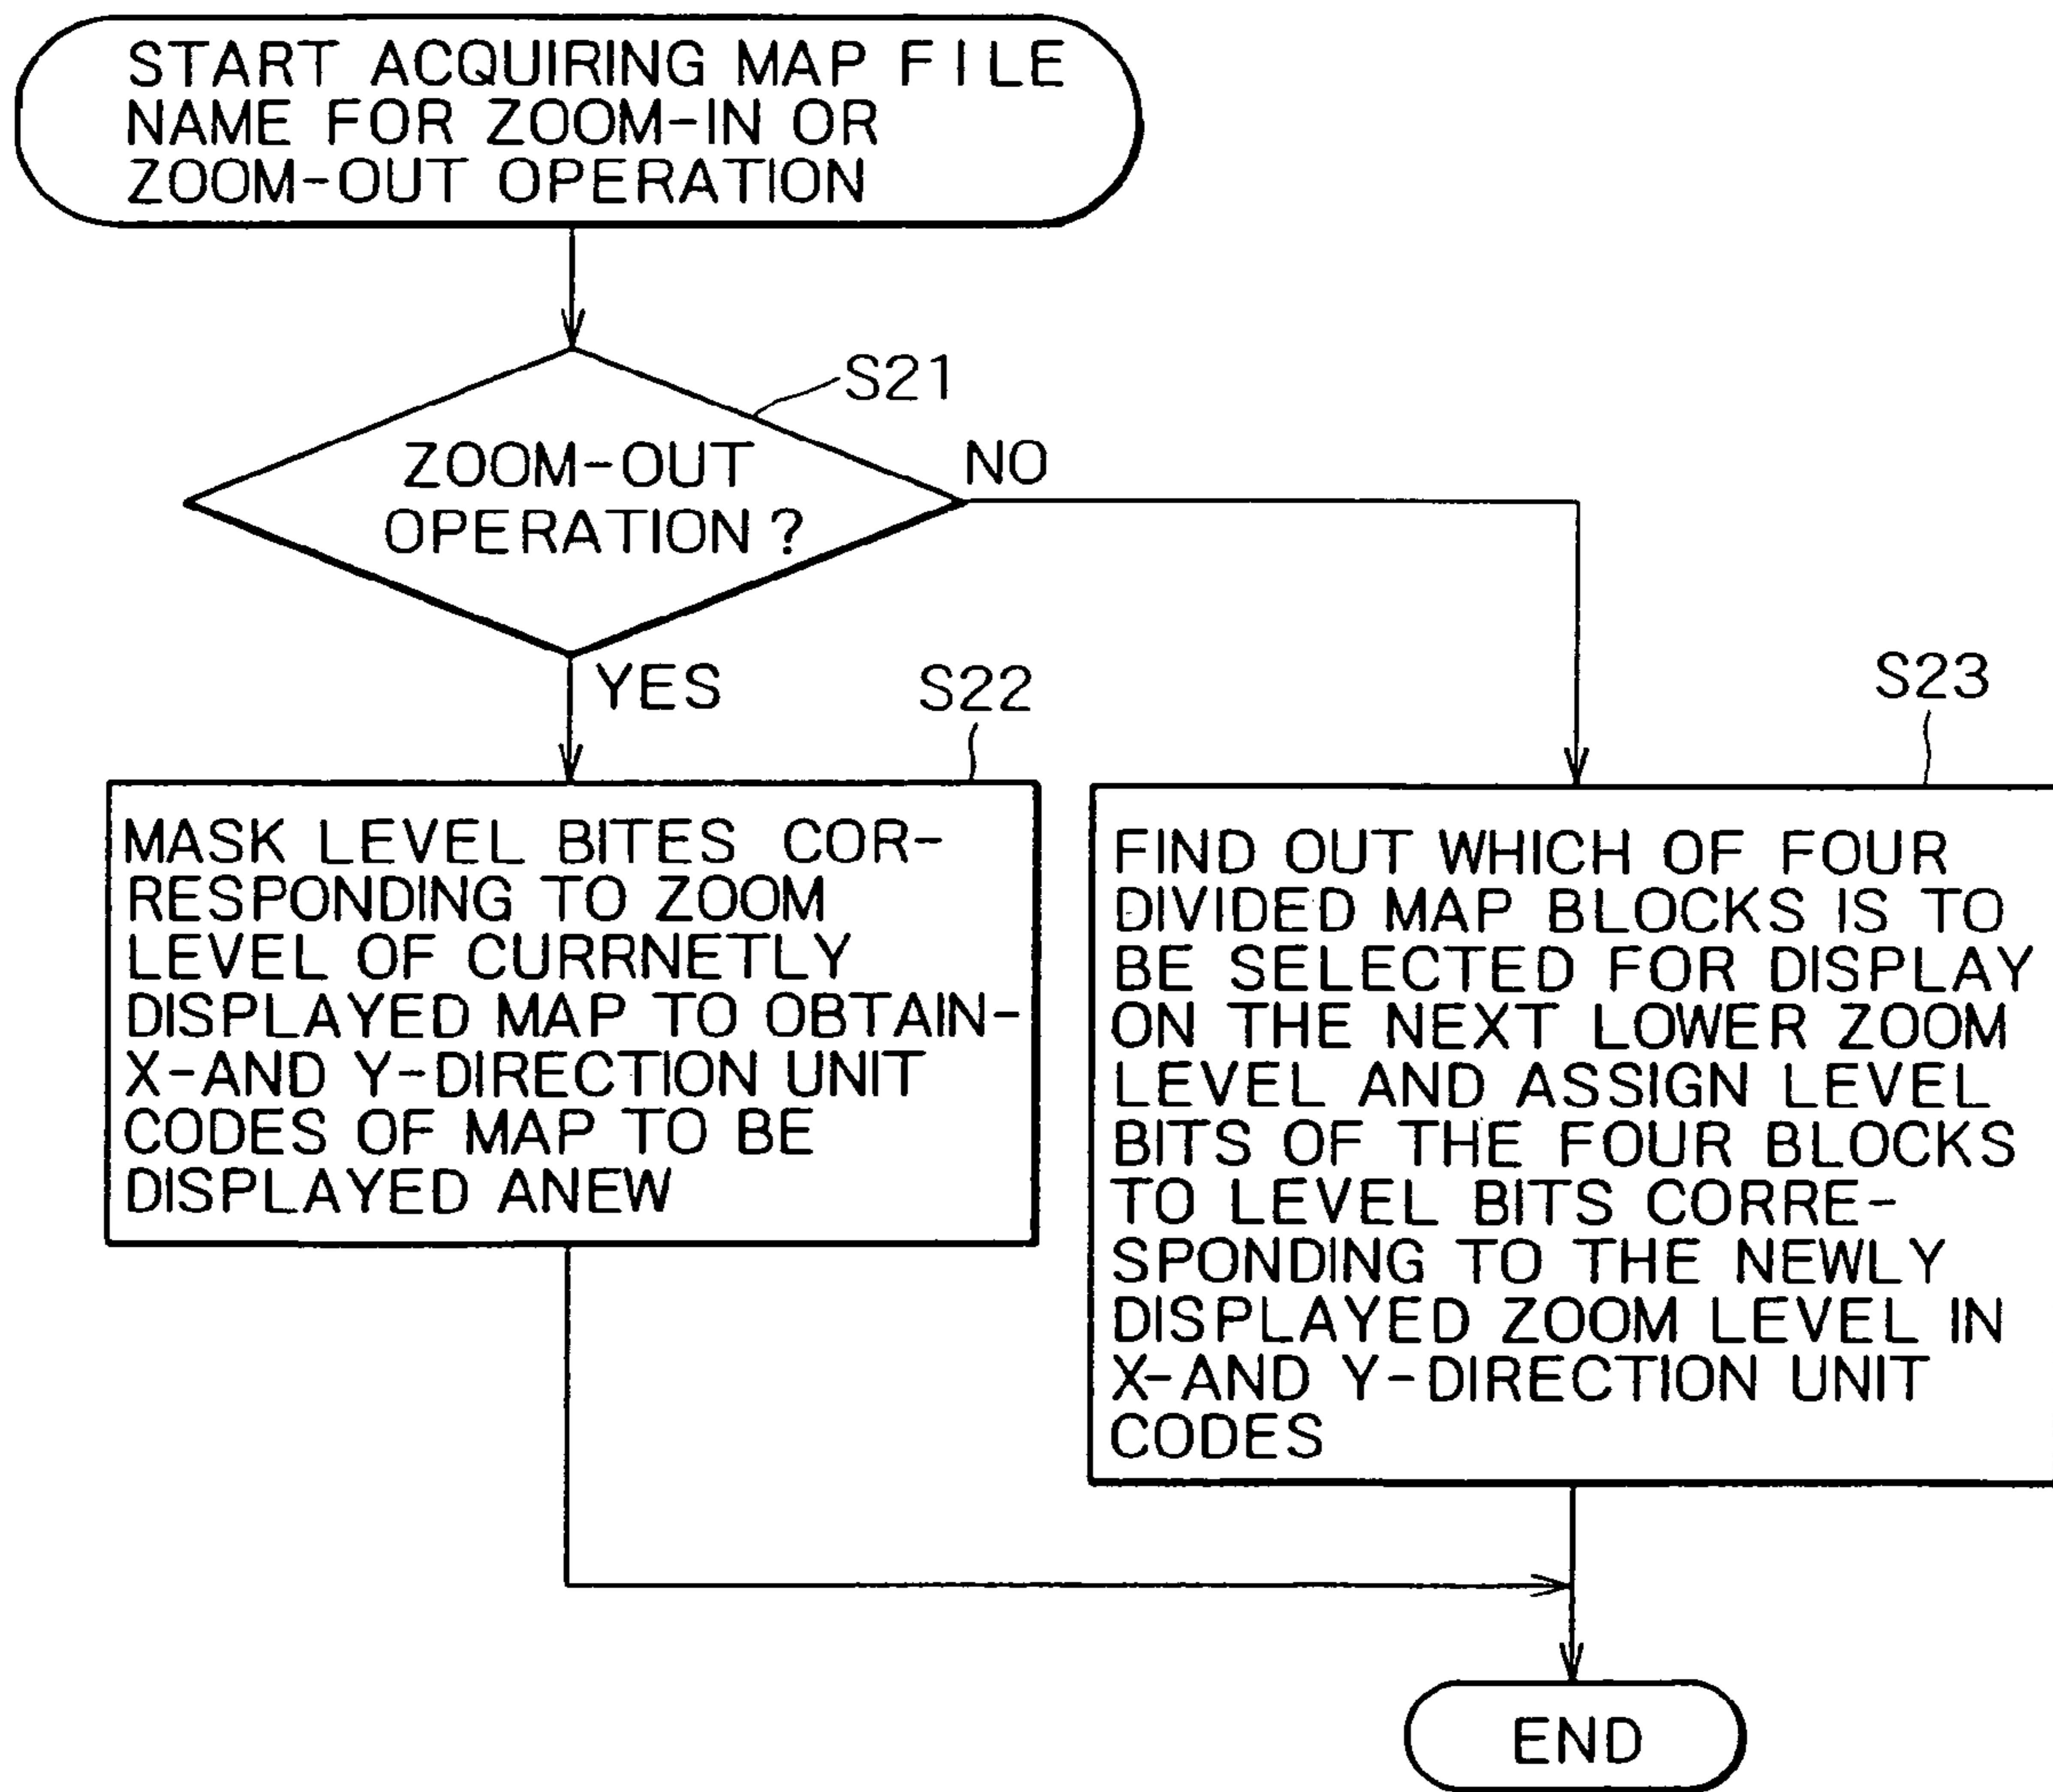 START ACQUIRING MAP FILE
NAME FOR ZOOM-IN OR
ZOOM-OUT OPERATION
S21
ZOOM-OUT
OPERATION?
NO
YES
S22
MASK LEVEL BITES COR-
RESPONDING TO ZOOM
LEVEL OF CURRNETLY
DISPLAYED MAP TO OBTAIN-
X-AND Y-DIRECTION UNIT
CODES OF MAP TO BE
DISPLAYED ANEW
S23
FIND OUT WHICH OF FOUR
DIVIDED MAP BLOCKS IS TO
BE SELECTED FOR DISPLAY
ON THE NEXT LOWER ZOOM
LEVEL AND ASSIGN LEVEL
BITS OF THE FOUR BLOCKS
TO LEVEL BITS CORRE-
SPONDING TO THE NEWLY
DISPLAYED ZOOM LEVEL IN
X-AND Y-DIRECTION UNIT
CODES
END